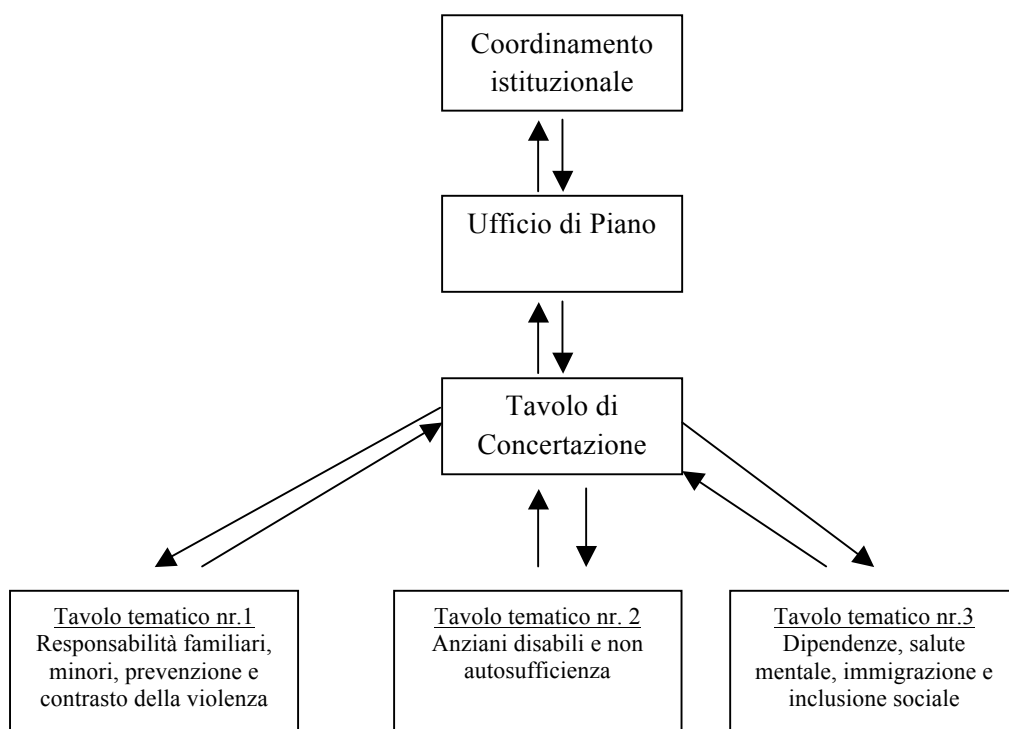 Coordinamento
istituzionale
Ufficio di Piano
Tavolo di
Concertazione
Tavolo tematico nr.1
Responsabilità familiari,
minori, prevenzione e
contrasto della violenza
Tavolo tematico nr. 2
Anziani disabili e non
autosufficienza
Tavolo tematico nr.3
Dipendenze, salute
mentale, immigrazione e
inclusione sociale